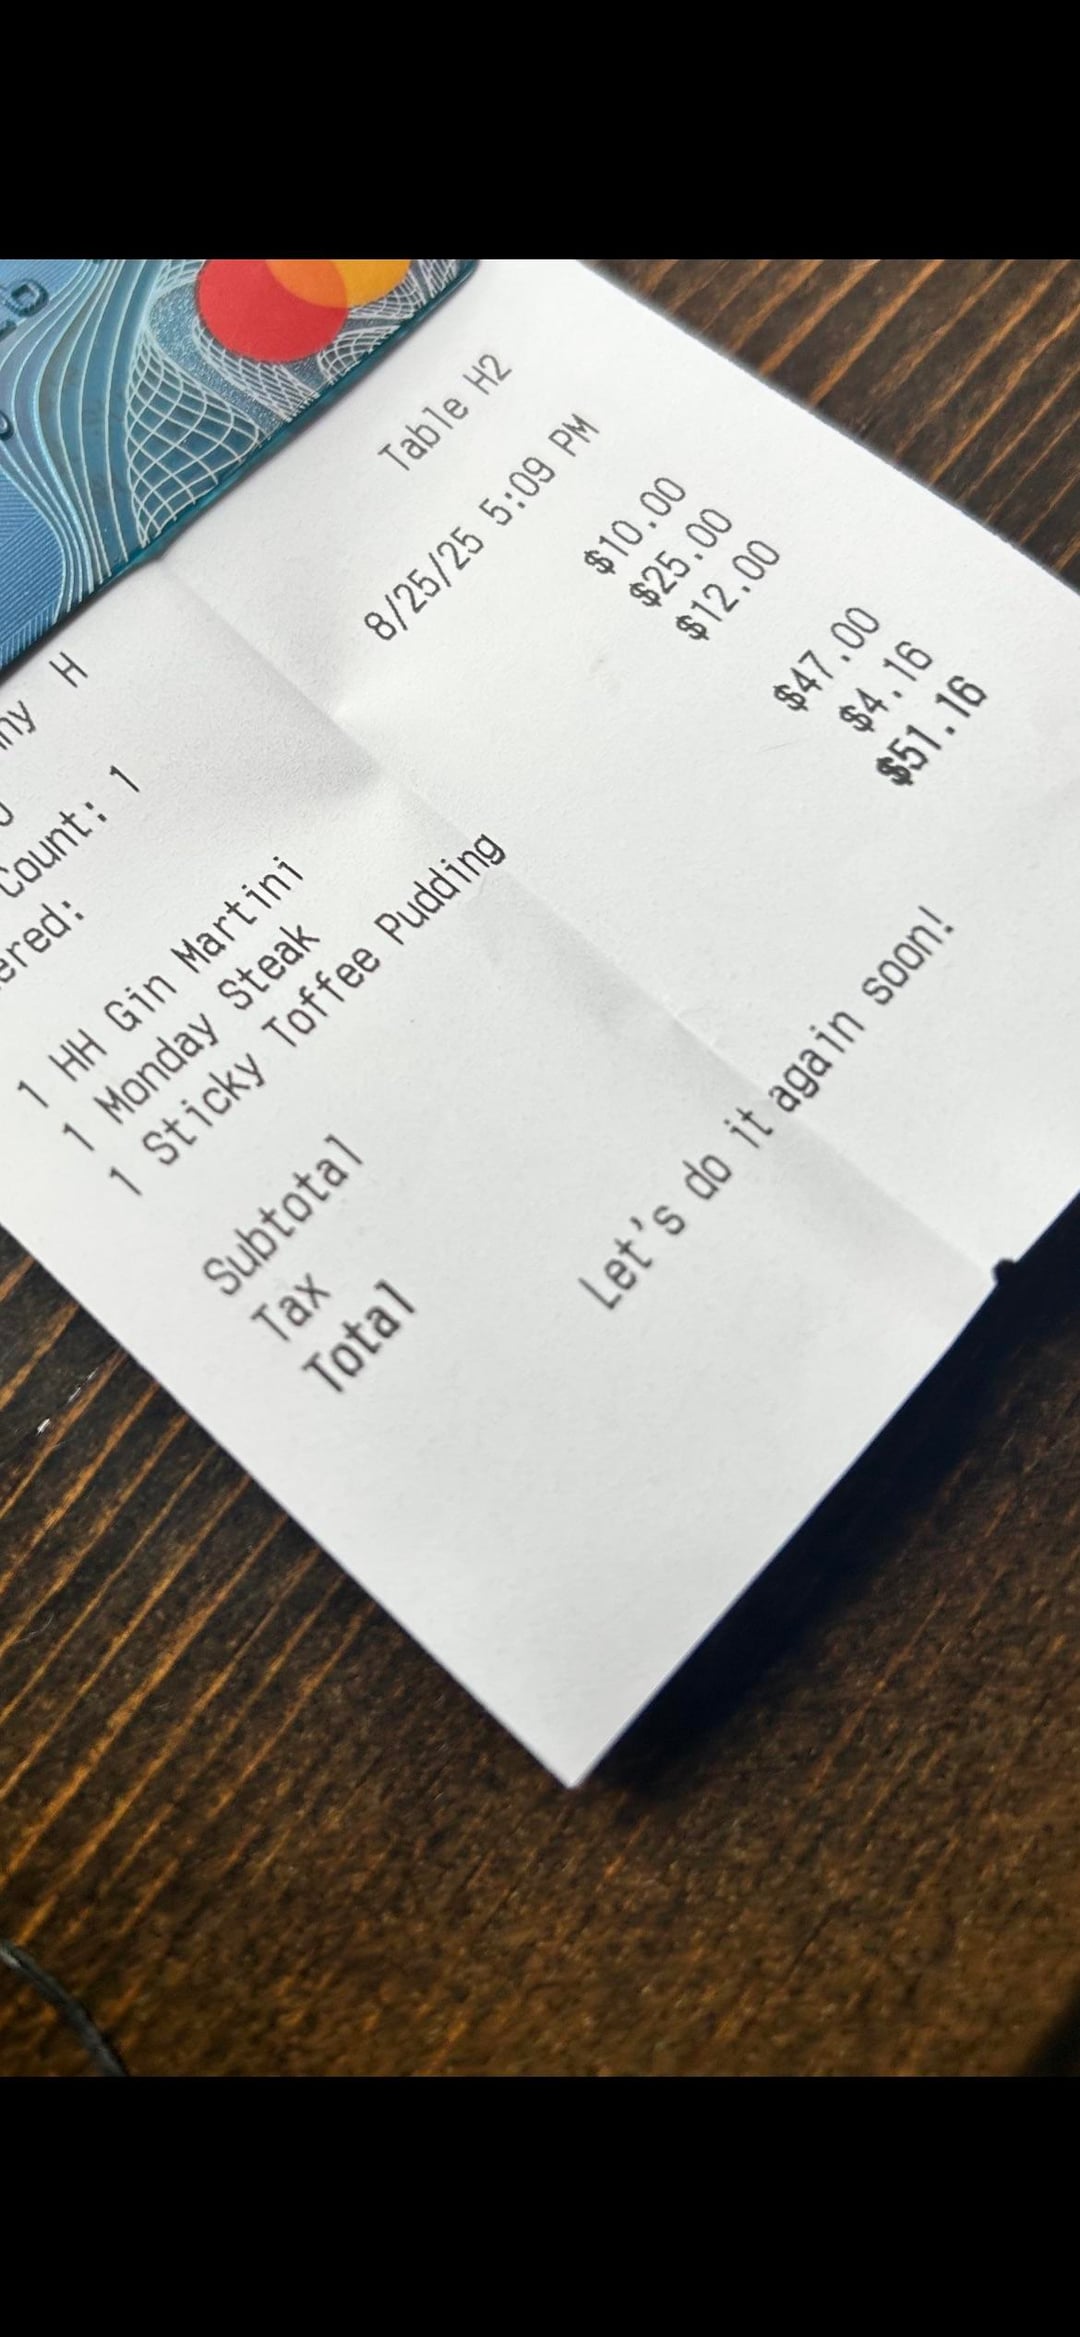 Table H2
H
8/25/25 5:09 PM
Count: 1
1 HH Gin Martini $10.00
1 Monday Steak $25.00
1 Sticky Toffee Pudding $12.00
Subtotal $47.00
Tax $4.16
Total $51.16
Let's do it again soon!